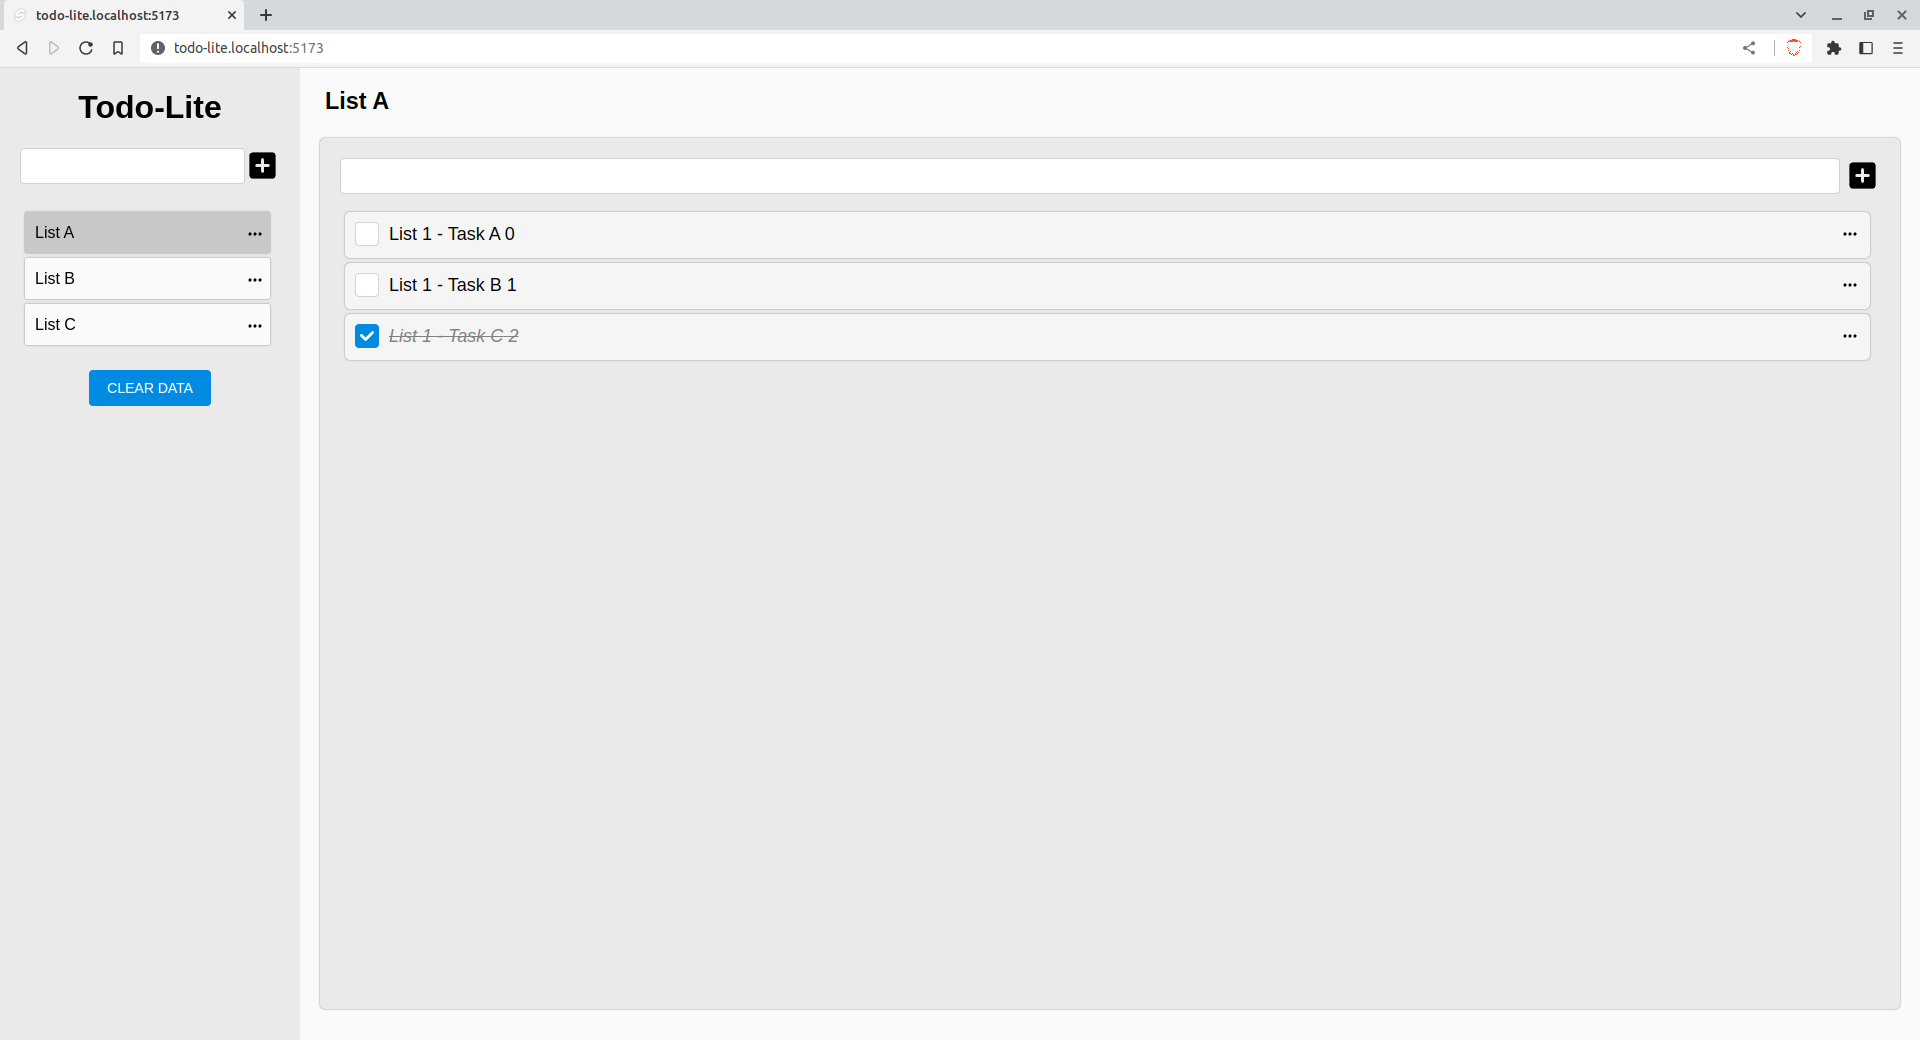 todo-lite.localhost:5173
todo-lite.localhost:5173
Todo-Lite
List A
List B
List C
CLEAR DATA
List A
List 1 - Task A 0
List 1 - Task B 1
List 1 - Task C 2